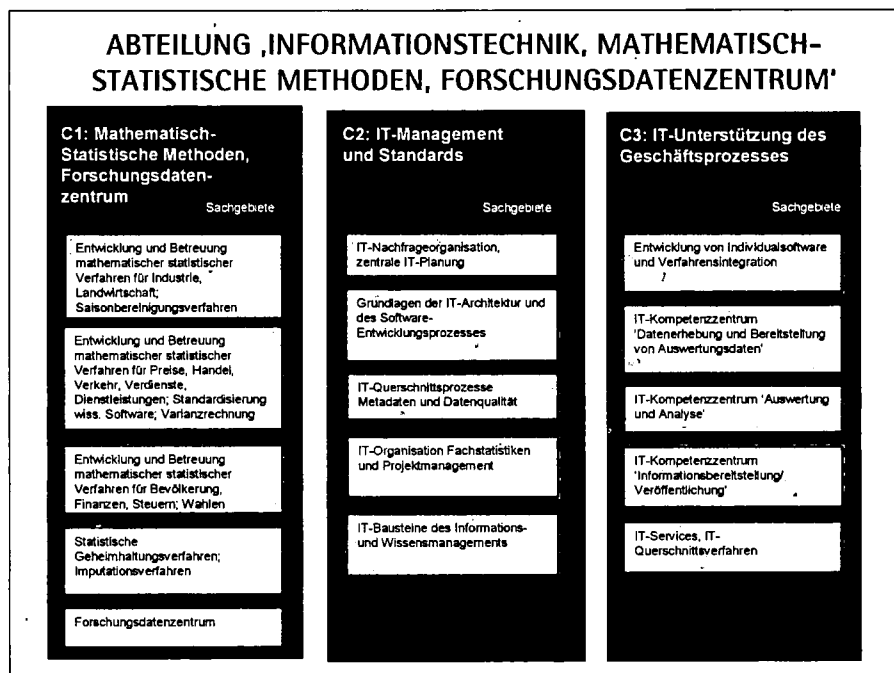 ABTEILUNG ‚INFORMATIONSTECHNIK, MATHEMATISCH-
STATISTISCHE METHODEN, FORSCHUNGSDATENZENTRUM'
C1: Mathematisch-
Statistische Methoden,
Forschungsdaten-
zentrum
Sachgebiete
Entwicklung und Betreuung
mathematischer statistischer
Verfahren für Industrie,
Landwirtschaft;
Saisonbereinigungsverfahren
Entwicklung und Betreuung
mathematischer statistischer
Verfahren für Preise, Handel,
Verkehr, Verdienste,
Dienstleistungen; Standardisierung
wiss. Software; Varianzrechnung
Entwicklung und Betreuung
mathematischer statistischer
Verfahren für Bevölkerung,
Finanzen, Steuern; Wahlen
Statistische
Geheimhaltungsverfahren;
Imputationsverfahren
Forschungsdatenzentrum
C2: IT-Management
und Standards
Sachgebiete
IT-Nachfrageorganisation,
zentrale IT-Planung
Grundlagen der IT-Architektur und
des Software-
Entwicklungsprozesses
IT-Querschnittsprozesse
Metadaten und Datenqualität
IT-Organisation Fachstatistiken
und Projektmanagement
IT-Bausteine des Informations-
und Wissensmanagements
C3: IT-Unterstützung des
Geschäftsprozesses
Sachgebiete
Entwicklung von Individualsoftware
und Verfahrensintegration
IT-Kompetenzzentrum
'Datenerhebung und Bereitstellung
von Auswertungsdaten'
IT-Kompetenzzentrum 'Auswertung
und Analyse'
IT-Kompetenzzentrum
'Informationsbereitstellung/
Veröffentlichung'
IT-Services, IT-
Querschnittsverfahren